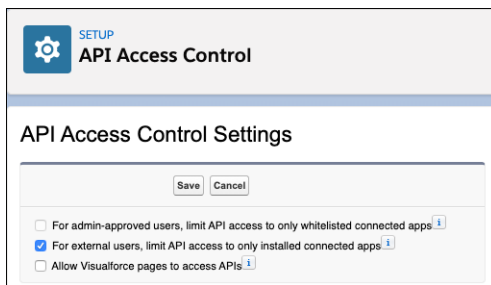 SETUP
API Access Control
API Access Control Settings
Save Cancel
For admin-approved users, limit API access to only whitelisted connected apps i
For external users, limit API access to only installed connected apps i
Allow Visualforce pages to access APIs i